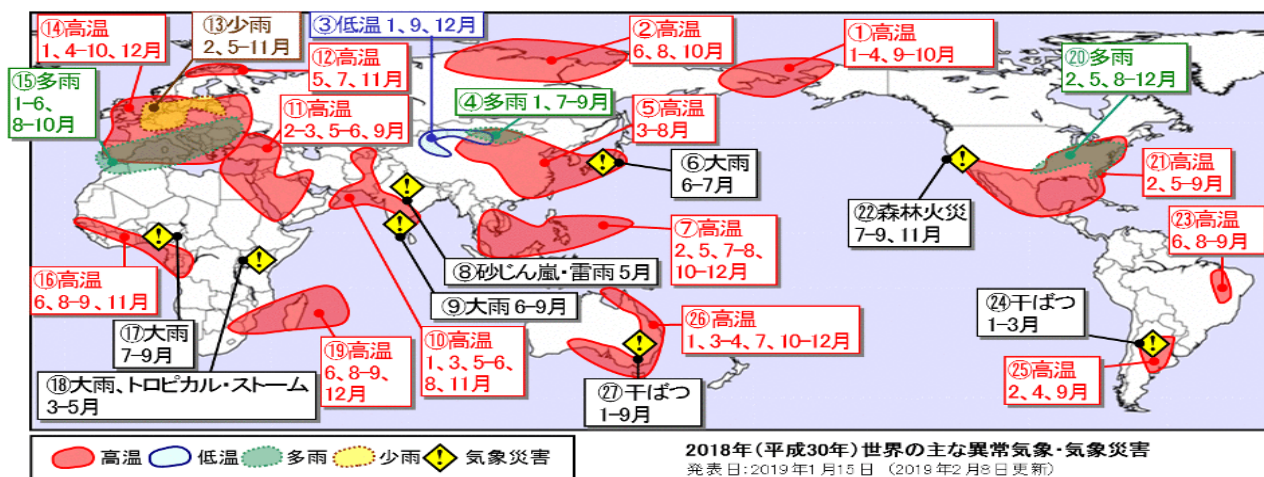 ①高温
1-4、9-10月
②高温
6、8、10月
③低温 1、9、12月
④多雨 1、7-9月
⑤高温
3-8月
⑥大雨
6-7月
⑦高温
2、5、7-8、
10-12月
⑧砂じん嵐・雷雨 5月
⑨大雨 6-9月
⑩高温
1、3、5-6、
8、11月
⑪高温
2-3、5-6、9月
⑫高温
5、7、11月
⑬少雨
2、5-11月
⑭高温
1、4-10、12月
⑮多雨
1-6、
8-10月
⑯高温
6、8-9、11月
⑰大雨
7-9月
⑱大雨、トロピカル・ストーム
3-5月
⑲高温
6、8-9、
12月
⑳多雨
2、5、8-12月
㉑高温
2、5-9月
㉒森林火災
7-9、11月
㉓高温
6、8-9月
㉔干ばつ
1-3月
㉕高温
2、4、9月
㉖高温
1、3-4、7、10-12月
㉗干ばつ
1-9月
高温 低温 多雨 少雨 気象災害
2018年(平成30年) 世界の主な異常気象・気象災害
発表日:2019年1月15日 (2019年2月8日更新)